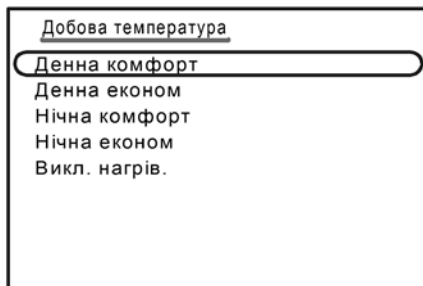 Добова температура
Денна комфорт
Денна економ
Нічна комфорт
Нічна економ
Викл. нагрів.